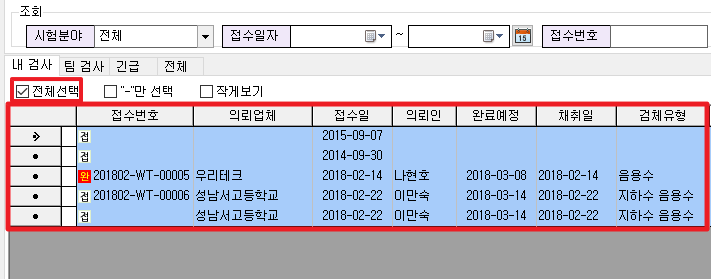 조회
시험분야 전체 접수일자 ~ 15 접수번호
내 검사 팀 검사 긴급 전체
전체선택 "-"만 선택 작게보기
접수번호 의뢰업체 접수일 의뢰인 완료예정 채취일 검체유형
접 2015-09-07
접 2014-09-30
완 201802-WT-00005 우리테크 2018-02-14 나현호 2018-03-08 2018-02-14 음용수
접 201802-WT-00006 성남서고등학교 2018-02-22 이만숙 2018-03-14 2018-02-22 지하수 음용수
접 성남서고등학교 2018-02-22 이만숙 2018-03-14 2018-02-22 지하수 음용수